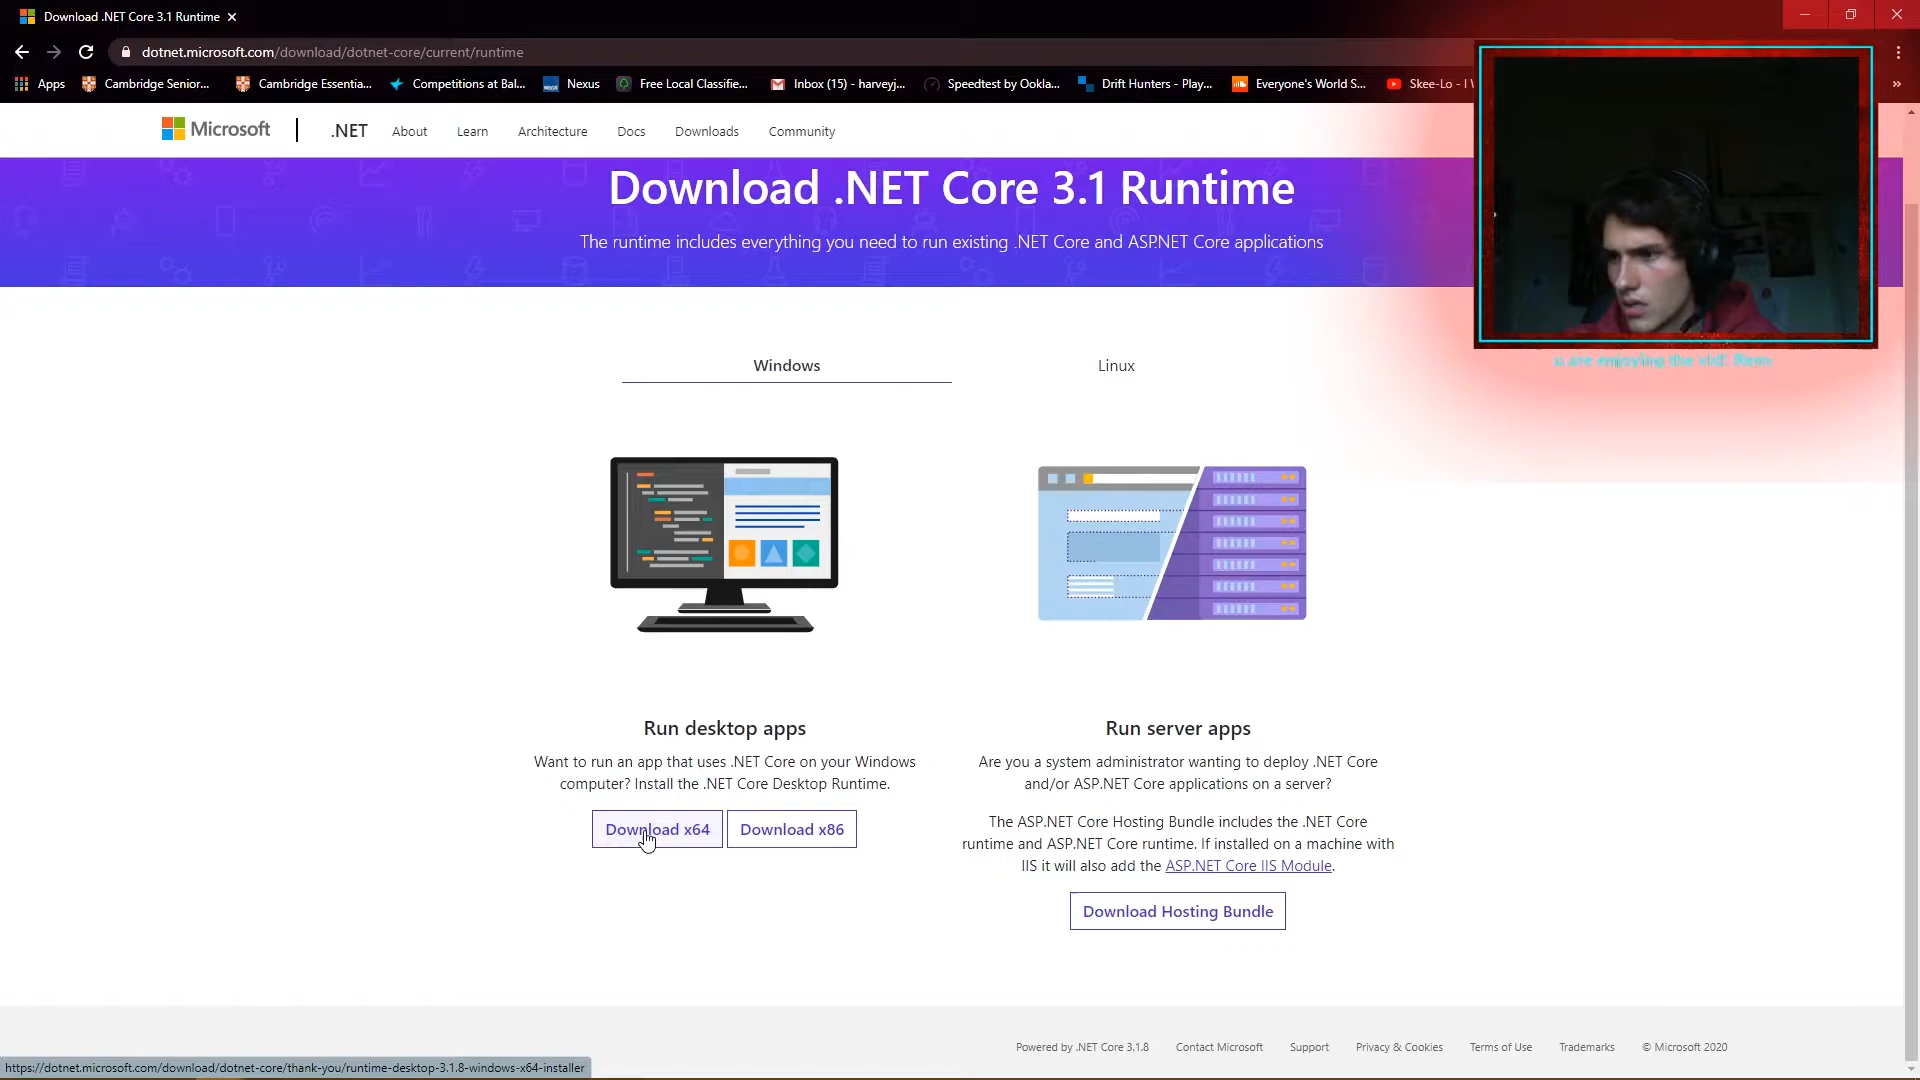 Download .NET Core 3.1 Runtime
dotnet.microsoft.com/download/dotnet-core/current/runtime
Apps
Cambridge Senior...
Cambridge Essentia...
Competitions at Bal...
Nexus
Free Local Classifie...
Inbox (15) - harveyj...
Speedtest by Ookla...
Drift Hunters - Play...
Everyone's World S...
Skee-Lo - I
»
Microsoft
.NET
About
Learn
Architecture
Docs
Downloads
Community
Download .NET Core 3.1 Runtime
The runtime includes everything you need to run existing .NET Core and ASP.NET Core applications
are enjoying the vid!
Windows
Linux
Run desktop apps
Want to run an app that uses .NET Core on your Windows
computer? Install the .NET Core Desktop Runtime.
Download x64
Download x86
Run server apps
Are you a system administrator wanting to deploy .NET Core
and/or ASP.NET Core applications on a server?
The ASP.NET Core Hosting Bundle includes the .NET Core
runtime and ASP.NET Core runtime. If installed on a machine with
IIS it will also add the ASP.NET Core IIS Module.
Download Hosting Bundle
Powered by .NET Core 3.1.8
Contact Microsoft
Support
Privacy & Cookies
Terms of Use
Trademarks
© Microsoft 2020
https://dotnet.microsoft.com/download/dotnet-core/thank-you/runtime-desktop-3.1.8-windows-x64-installer